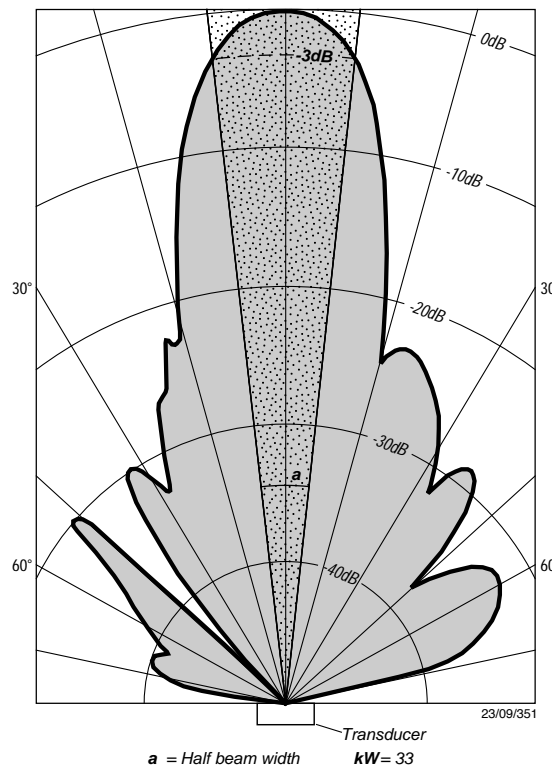 0dB
-3dB
-10dB
30°
30
-20dB
-30dB
a
60°
60
-40dB
23/09/351
Transducer
a = Half beam width kW= 33